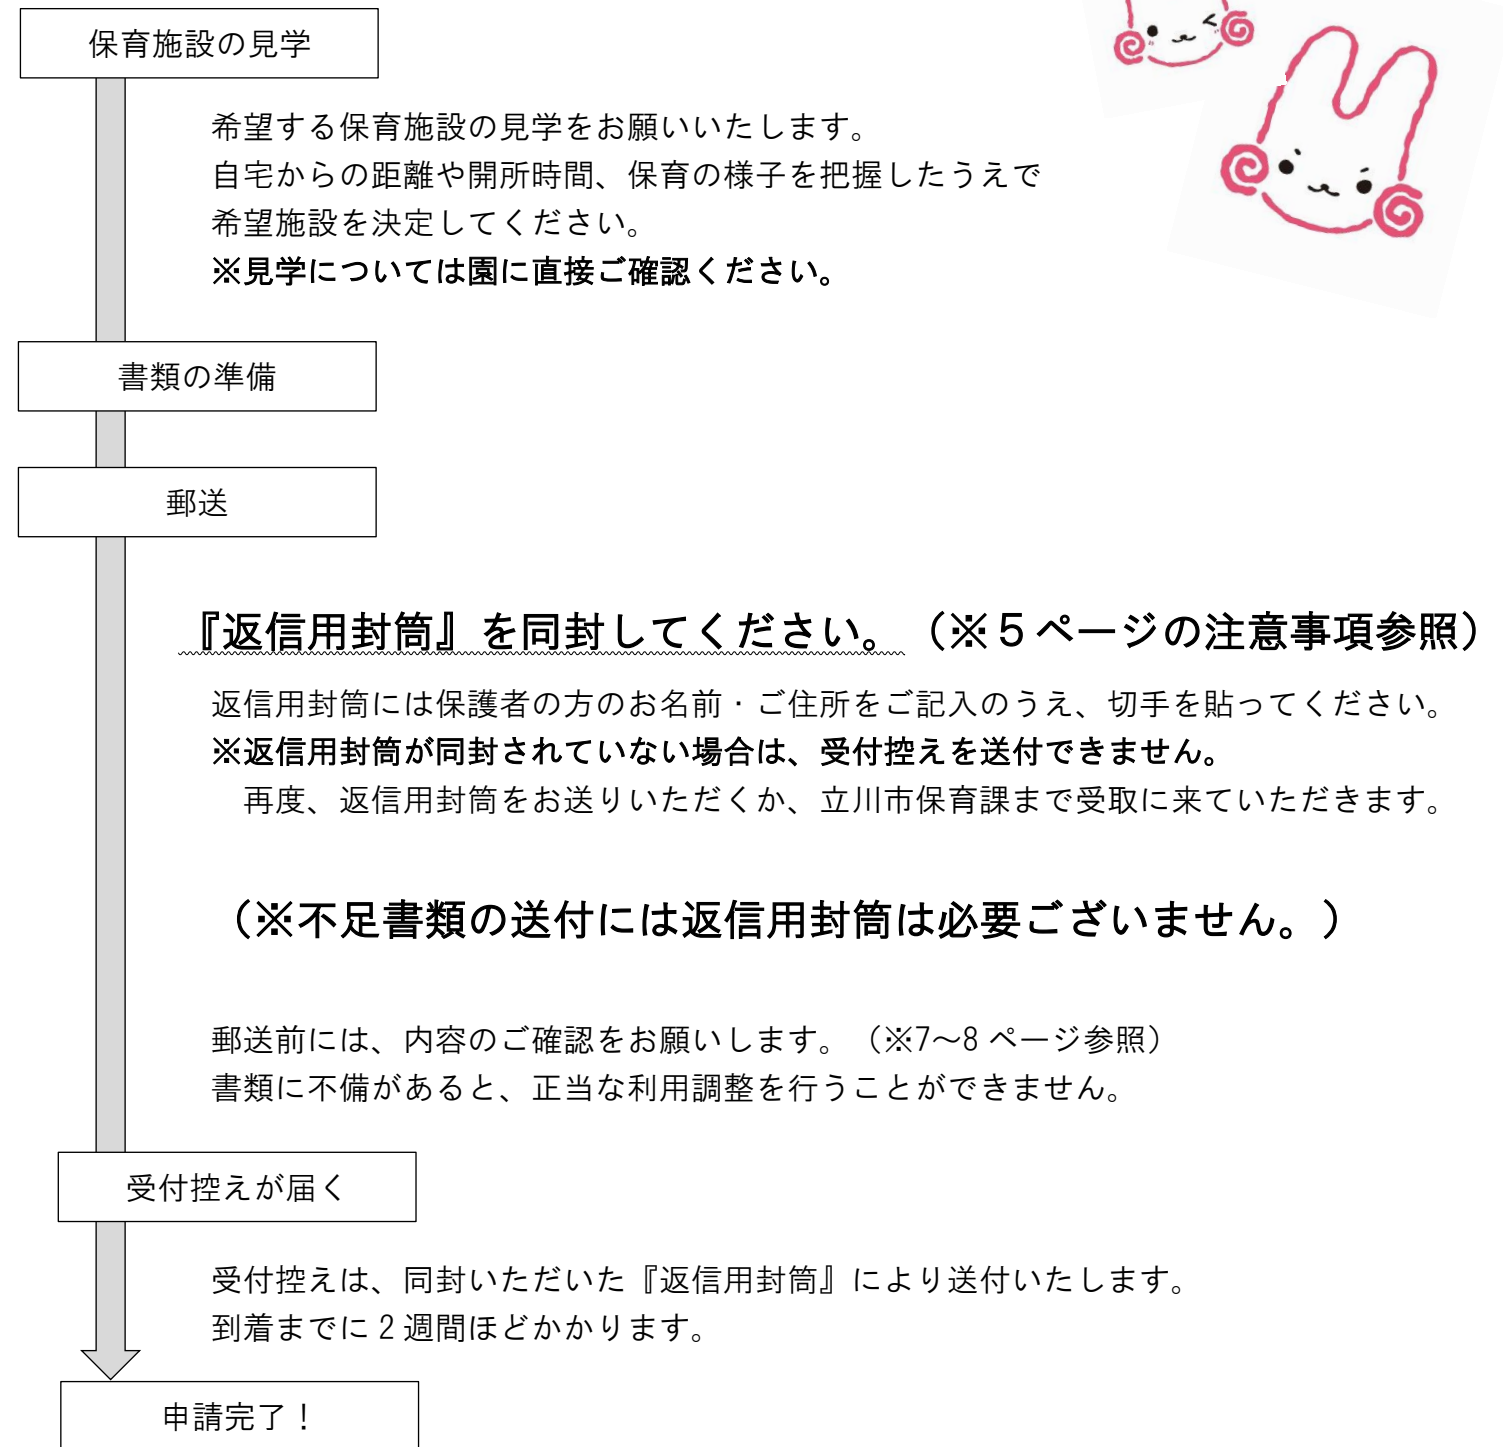 保育施設の見学
希望する保育施設の見学をお願いいたします。
自宅からの距離や開所時間、保育の様子を把握したうえで
希望施設を決定してください。
※見学については園に直接ご確認ください。
書類の準備
郵送
『返信用封筒』を同封してください。（※５ページの注意事項参照）
返信用封筒には保護者の方のお名前・ご住所をご記入のうえ、切手を貼ってください。
※返信用封筒が同封されていない場合は、受付控えを送付できません。
再度、返信用封筒をお送りいただくか、立川市保育課まで受取に来ていただきます。
（※不足書類の送付には返信用封筒は必要ございません。）
郵送前には、内容のご確認をお願いします。（※7～8 ページ参照）
書類に不備があると、正当な利用調整を行うことができません。
受付控えが届く
受付控えは、同封いただいた『返信用封筒』により送付いたします。
到着までに２週間ほどかかります。
申請完了！